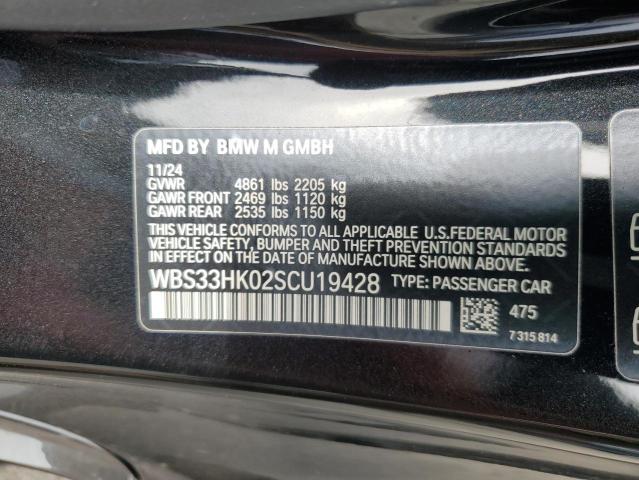 MFD BY BMW M GMBH
11/24
GVWR 4861 lbs 2205 kg
GAWR FRONT 2469 lbs 1120 kg
GAWR REAR 2535 lbs 1150 kg
THIS VEHICLE CONFORMS TO ALL APPLICABLE U.S.FEDERAL MOTOR
VEHICLE SAFETY, BUMPER AND THEFT PREVENTION STANDARDS
IN EFFECT ON THE DATE OF MANUFACTURE SHOWN ABOVE.
WBS33HK02SCU19428 TYPE: PASSENGER CAR
475
7 315 814